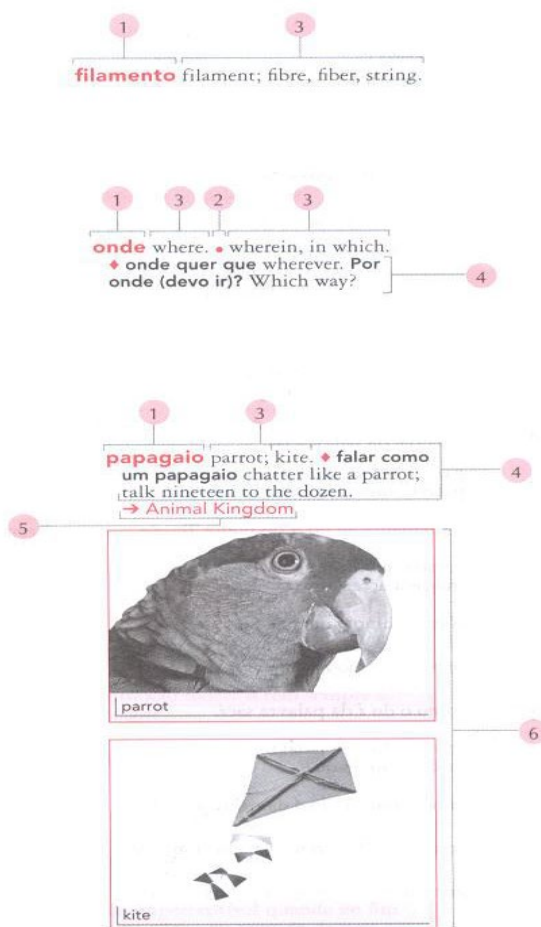 1 3
filamento filament; fibre, fiber, string.
1 3 2 3
onde where. • wherein, in which.
♦ onde quer que wherever. Por
onde (devo ir)? Which way?
4
1 3
papagaio parrot; kite. ♦ falar como
um papagaio chatter like a parrot;
talk nineteen to the dozen.
4
→ Animal Kingdom
5
parrot
6
kite